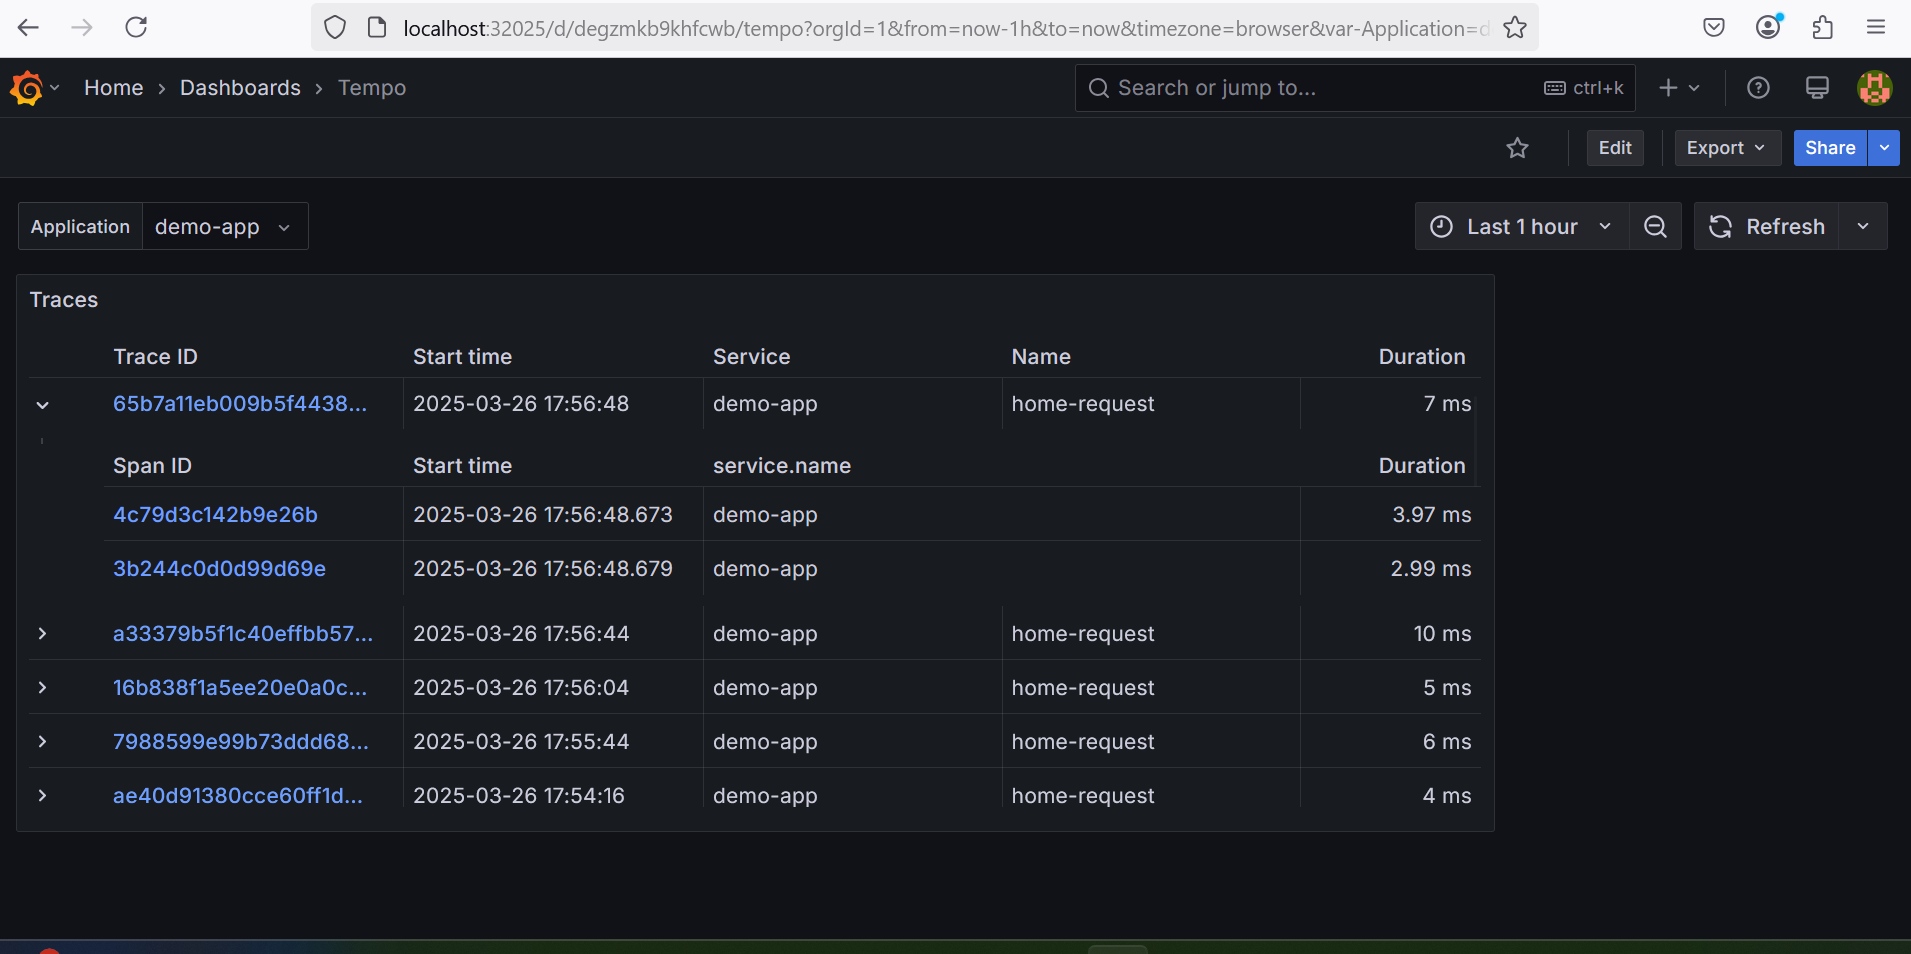 localhost:32025/d/degzmkb9khfcwb/tempo?orgId=1&from=now-1h&to=now&timezone=browser&var-Application=d
Home › Dashboards › Tempo
Search or jump to... ctrl+k
Edit Export Share
Application demo-app Last 1 hour Refresh
Traces
Trace ID Start time Service Name Duration
65b7a11eb009b5f4438... 2025-03-26 17:56:48 demo-app home-request 7 ms
Span ID Start time service.name Duration
4c79d3c142b9e26b 2025-03-26 17:56:48.673 demo-app 3.97 ms
3b244c0d0d99d69e 2025-03-26 17:56:48.679 demo-app 2.99 ms
a33379b5f1c40effbb57... 2025-03-26 17:56:44 demo-app home-request 10 ms
16b838f1a5ee20e0a0c... 2025-03-26 17:56:04 demo-app home-request 5 ms
7988599e99b73ddd68... 2025-03-26 17:55:44 demo-app home-request 6 ms
ae40d91380cce60ff1d... 2025-03-26 17:54:16 demo-app home-request 4 ms